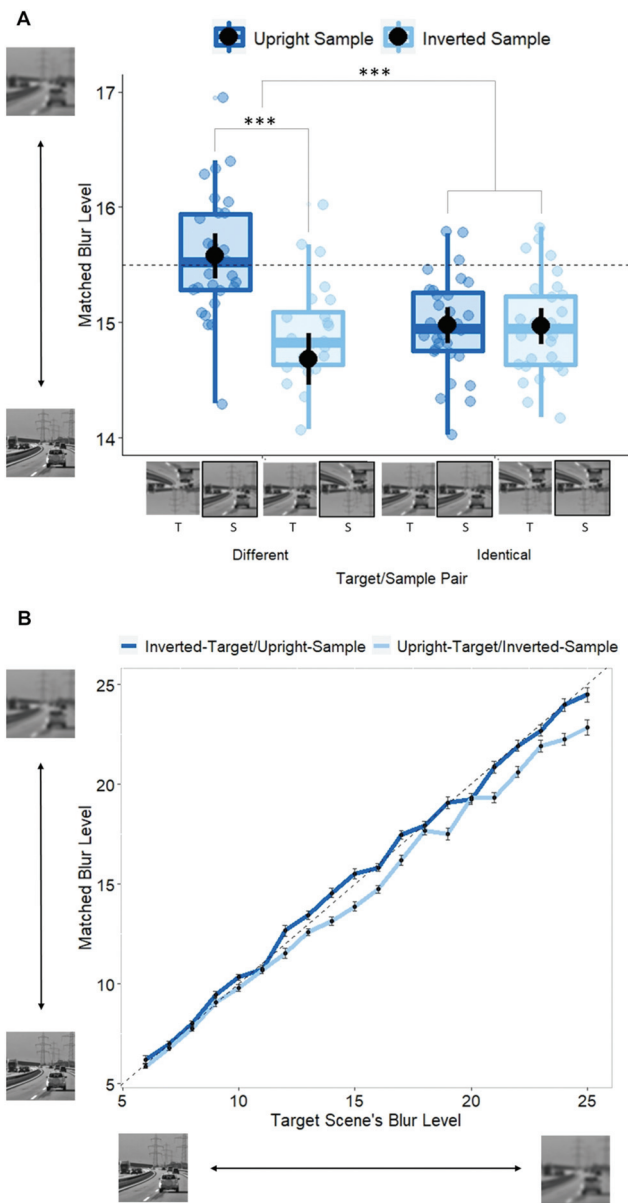 A
Upright Sample Inverted Sample
***
***
17
16
15
14
Matched Blur Level
T S T S T S T S
Different Identical
Target/Sample Pair
B
Inverted-Target/Upright-Sample Upright-Target/Inverted-Sample
25
20
15
10
5
Matched Blur Level
5 10 15 20 25
Target Scene's Blur Level